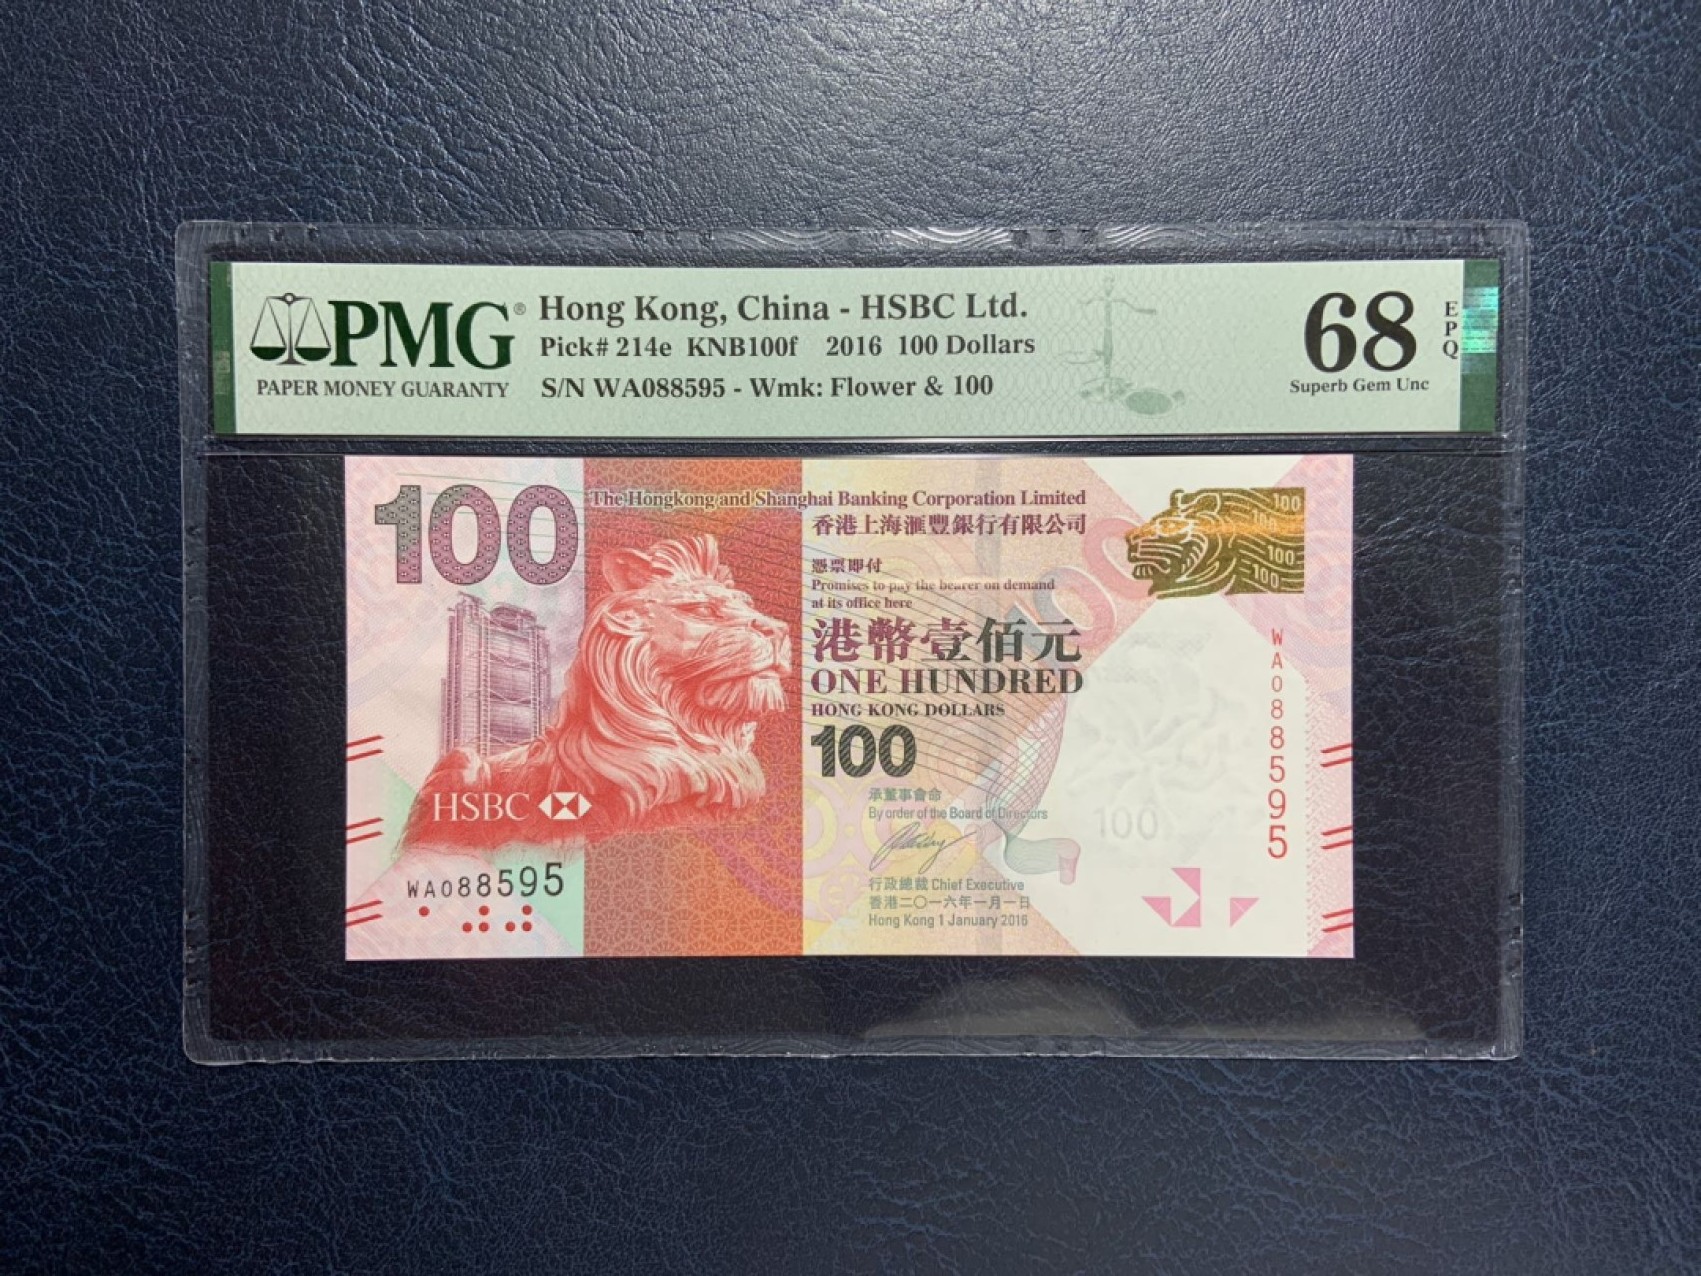 PMG®
PAPER MONEY GUARANTY
Hong Kong, China - HSBC Ltd.
Pick# 214e KNB100f 2016 100 Dollars
S/N WA088595 - Wmk: Flower & 100
68
EPQ
Superb Gem Unc
100
The Hongkong and Shanghai Banking Corporation Limited
香港上海滙豐銀行有限公司
憑票即付
Promises to pay the bearer on demand
at its office here
港幣壹佰元
ONE HUNDRED
HONG KONG DOLLARS
100
承董事會命
By order of the Board of Directors
行政總裁 Chief Executive
香港二〇一六年一月一日
Hong Kong 1 January 2016
HSBC
WA088595
100
100
100
100
WA088595
100
100